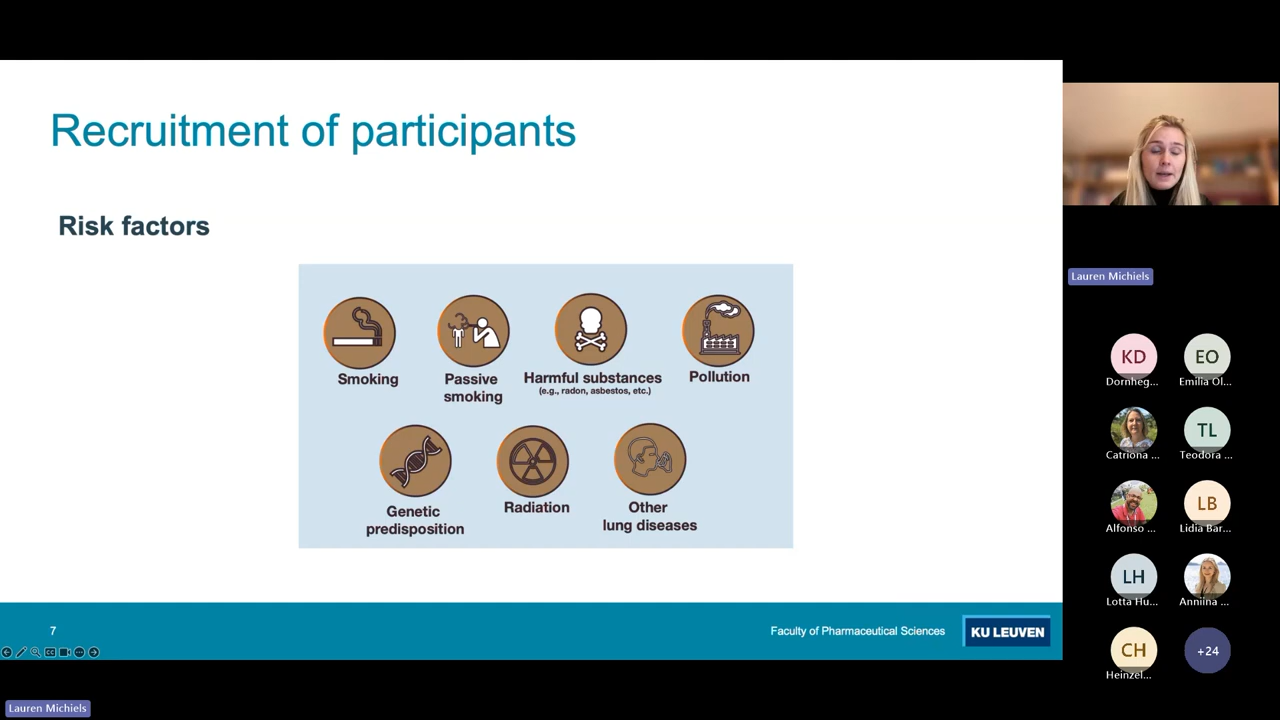 Recruitment of participants
Risk factors
Smoking
Passive
smoking
Harmful substances
(e.g., radon, asbestos, etc.)
Pollution
Genetic
predisposition
Radiation
Other
lung diseases
7
Faculty of Pharmaceutical Sciences
KU LEUVEN
Lauren Michiels
Lauren Michiels
KD
Dornheg...
EO
Emilia Ol...
Catriona ...
TL
Teodora ...
Alfonso ...
LB
Lidia Bar...
LH
Lotta Hu...
Anniina ...
CH
Heinzel...
+24